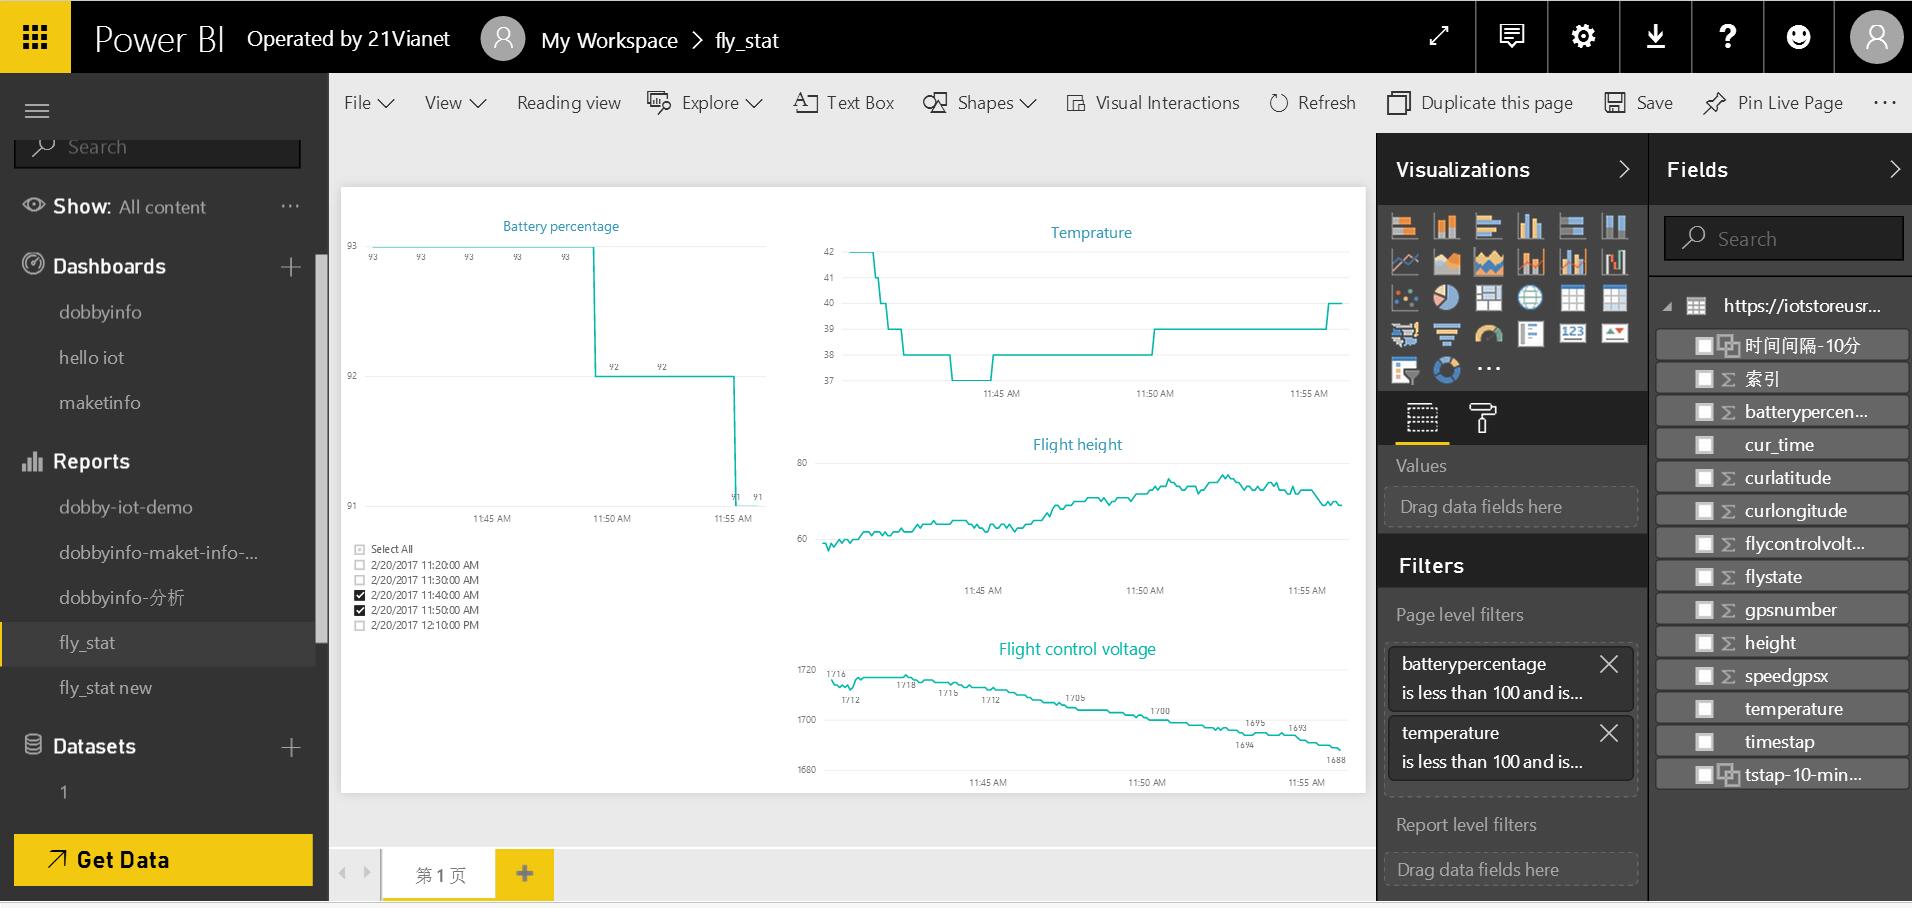 Power BI
Operated by 21Vianet
My Workspace > fly_stat
File
View
Reading view
Explore
Text Box
Shapes
Visual Interactions
Refresh
Duplicate this page
Save
Pin Live Page
Search
Show: All content
Dashboards
dobbyinfo
hello iot
maketinfo
Reports
dobby-iot-demo
dobbyinfo-maket-info-...
dobbyinfo-分析
fly_stat
fly_stat new
Datasets
1
Get Data
Battery percentage
93
93 93 93 93 93
92
92 92
91
91 91
11:45 AM 11:50 AM 11:55 AM
Select All
2/20/2017 11:20:00 AM
2/20/2017 11:30:00 AM
2/20/2017 11:40:00 AM
2/20/2017 11:50:00 AM
2/20/2017 12:10:00 PM
Temprature
42
41
40
39
38
37
11:45 AM 11:50 AM 11:55 AM
Flight height
80
60
11:45 AM 11:50 AM 11:55 AM
Flight control voltage
1720
1700
1680
1716 1712 1718 1715 1712 1705 1700 1694 1695 1693 1688
11:45 AM 11:50 AM 11:55 AM
第 1 页
Visualizations
123
Values
Drag data fields here
Filters
Page level filters
batterypercentage
is less than 100 and is...
temperature
is less than 100 and is...
Report level filters
Drag data fields here
Fields
Search
https://iotstoreusr...
时间间隔-10分
索引
batterypercen...
cur_time
curlatitude
curlongitude
flycontrolvolt...
flystate
gpsnumber
height
speedgpsx
temperature
timestap
tstap-10-min...